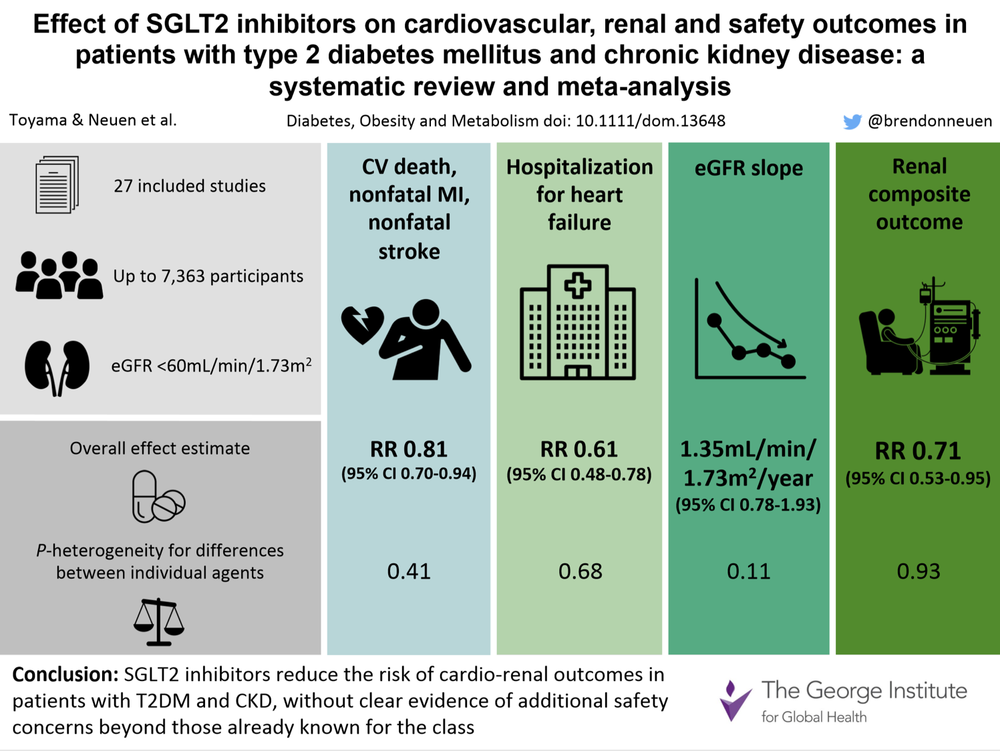 Effect of SGLT2 inhibitors on cardiovascular, renal and safety outcomes in
patients with type 2 diabetes mellitus and chronic kidney disease: a
systematic review and meta-analysis
Toyama & Neuen et al.
Diabetes, Obesity and Metabolism doi: 10.1111/dom.13648
@brendonneuen
27 included studies
Up to 7,363 participants
eGFR <60mL/min/1.73m²
CV death,
nonfatal MI,
nonfatal
stroke
Hospitalization
for heart
failure
eGFR slope
Renal
composite
outcome
Overall effect estimate
RR 0.81
(95% CI 0.70-0.94)
RR 0.61
(95% CI 0.48-0.78)
1.35mL/min/
1.73m²/year
(95% CI 0.78-1.93)
RR 0.71
(95% CI 0.53-0.95)
P-heterogeneity for differences
between individual agents
0.41
0.68
0.11
0.93
Conclusion: SGLT2 inhibitors reduce the risk of cardio-renal outcomes in
patients with T2DM and CKD, without clear evidence of additional safety
concerns beyond those already known for the class
The George Institute
for Global Health